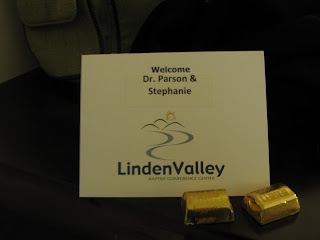 Welcome
Dr. Parson &
Stephanie
LindenValley
BAPTIST CONFERENCE CENTER